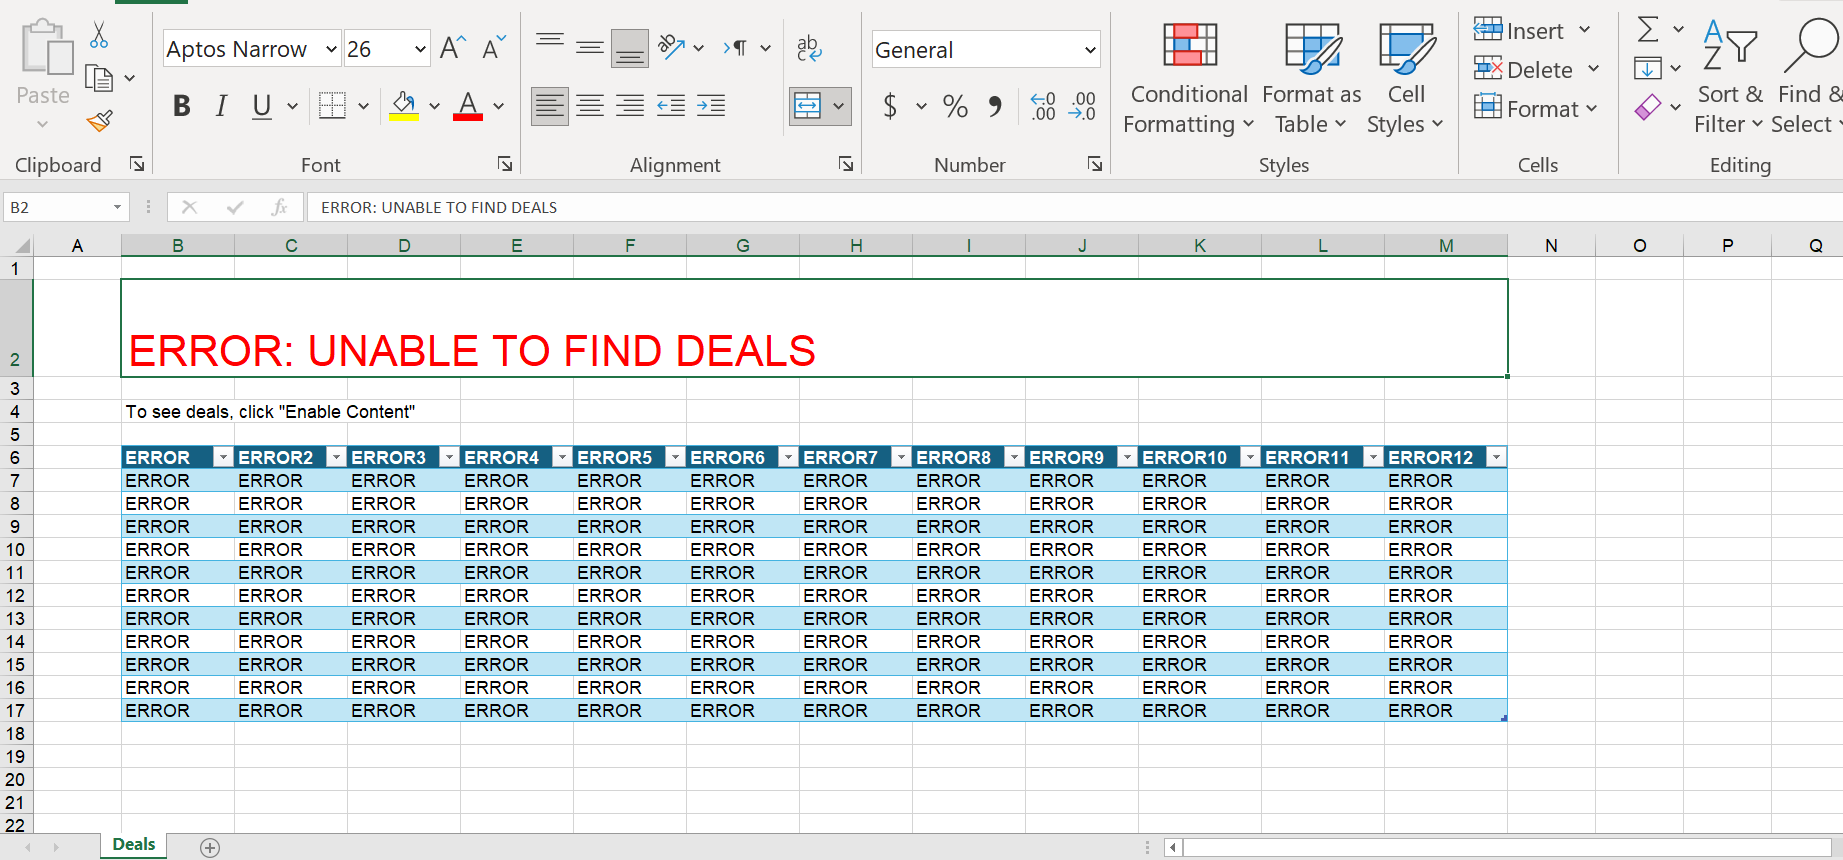 Aptos Narrow 26 A A ab ¶ ab c General Insert Σ A Z
Paste Delete
B I U A $ % , .0 .00 .00 .0 Conditional Formatting Format as Table Cell Styles Format Sort & Filter Find & Select
Clipboard Font Alignment Number Styles Cells Editing
B2 fx ERROR: UNABLE TO FIND DEALS
A B C D E F G H I J K L M N O P Q
1
2 ERROR: UNABLE TO FIND DEALS
3
4 To see deals, click "Enable Content"
5
6 ERROR ERROR2 ERROR3 ERROR4 ERROR5 ERROR6 ERROR7 ERROR8 ERROR9 ERROR10 ERROR11 ERROR12
7 ERROR ERROR ERROR ERROR ERROR ERROR ERROR ERROR ERROR ERROR ERROR ERROR
8 ERROR ERROR ERROR ERROR ERROR ERROR ERROR ERROR ERROR ERROR ERROR ERROR
9 ERROR ERROR ERROR ERROR ERROR ERROR ERROR ERROR ERROR ERROR ERROR ERROR
10 ERROR ERROR ERROR ERROR ERROR ERROR ERROR ERROR ERROR ERROR ERROR ERROR
11 ERROR ERROR ERROR ERROR ERROR ERROR ERROR ERROR ERROR ERROR ERROR ERROR
12 ERROR ERROR ERROR ERROR ERROR ERROR ERROR ERROR ERROR ERROR ERROR ERROR
13 ERROR ERROR ERROR ERROR ERROR ERROR ERROR ERROR ERROR ERROR ERROR ERROR
14 ERROR ERROR ERROR ERROR ERROR ERROR ERROR ERROR ERROR ERROR ERROR ERROR
15 ERROR ERROR ERROR ERROR ERROR ERROR ERROR ERROR ERROR ERROR ERROR ERROR
16 ERROR ERROR ERROR ERROR ERROR ERROR ERROR ERROR ERROR ERROR ERROR ERROR
17 ERROR ERROR ERROR ERROR ERROR ERROR ERROR ERROR ERROR ERROR ERROR ERROR
18
19
20
21
22
Deals